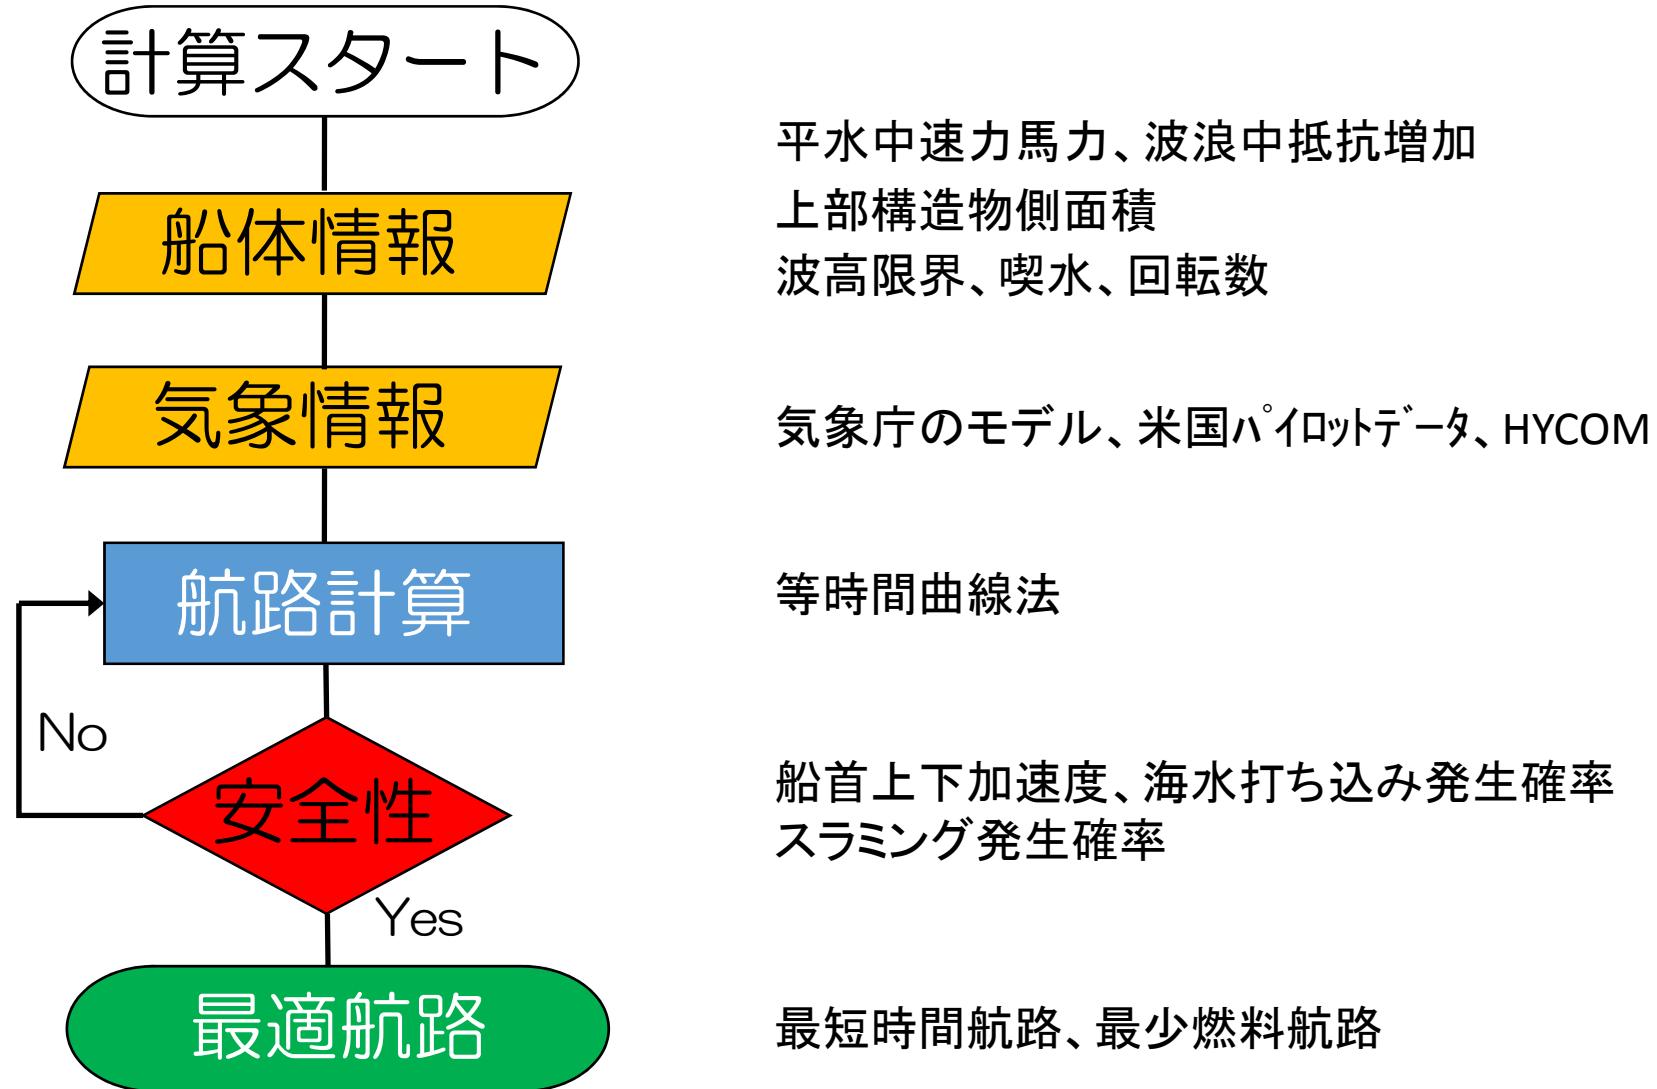 計算スタート
平水中速力馬力、波浪中抵抗増加
船体情報
上部構造物側面積
波高限界、喫水、回転数
気象情報
気象庁のモデル、米国ﾊﾟｲﾛｯﾄﾃﾞｰﾀ、HYCOM
航路計算
等時間曲線法
No
安全性
船首上下加速度、海水打ち込み発生確率
スラミング発生確率
Yes
最適航路
最短時間航路、最少燃料航路